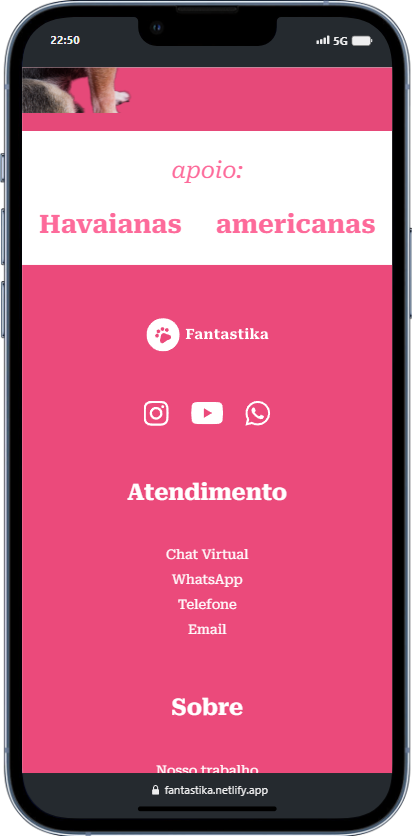 22:50 5G
apoio:
Havaianas americanas
Fantastika
Atendimento
Chat Virtual
WhatsApp
Telefone
Email
Sobre
Nosso trabalho
fantastika.netlify.app